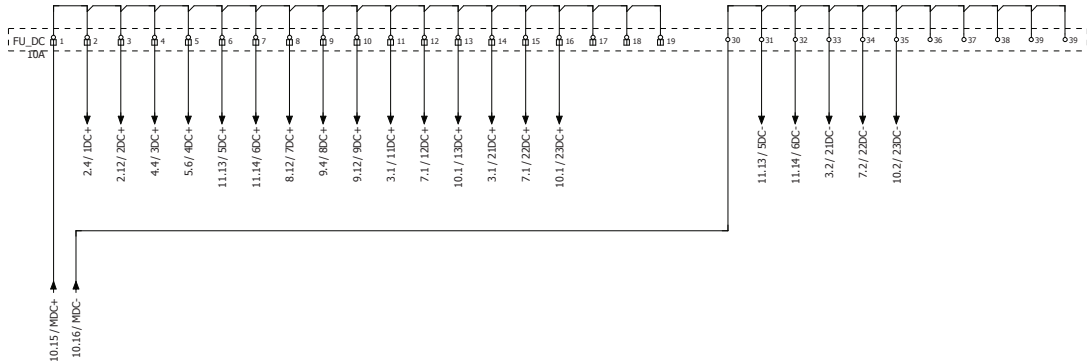 FU_DC 1 2 3 4 5 6 7 8 9 10 11 12 13 14 15 16 17 18 19 30 31 32 33 34 35 36 37 38 39 39
10A
2.4 / 1DC+
2.12 / 2DC+
4.4 / 3DC+
5.6 / 4DC+
11.13 / 5DC+
11.14 / 6DC+
8.12 / 7DC+
9.4 / 8DC+
9.12 / 9DC+
3.1 / 11DC+
7.1 / 12DC+
10.1 / 13DC+
3.1 / 21DC+
7.1 / 22DC+
10.1 / 23DC+
11.13 / 5DC-
11.14 / 6DC-
3.2 / 21DC-
7.2 / 22DC-
10.2 / 23DC-
10.15 / MDC+
10.16 / MDC-